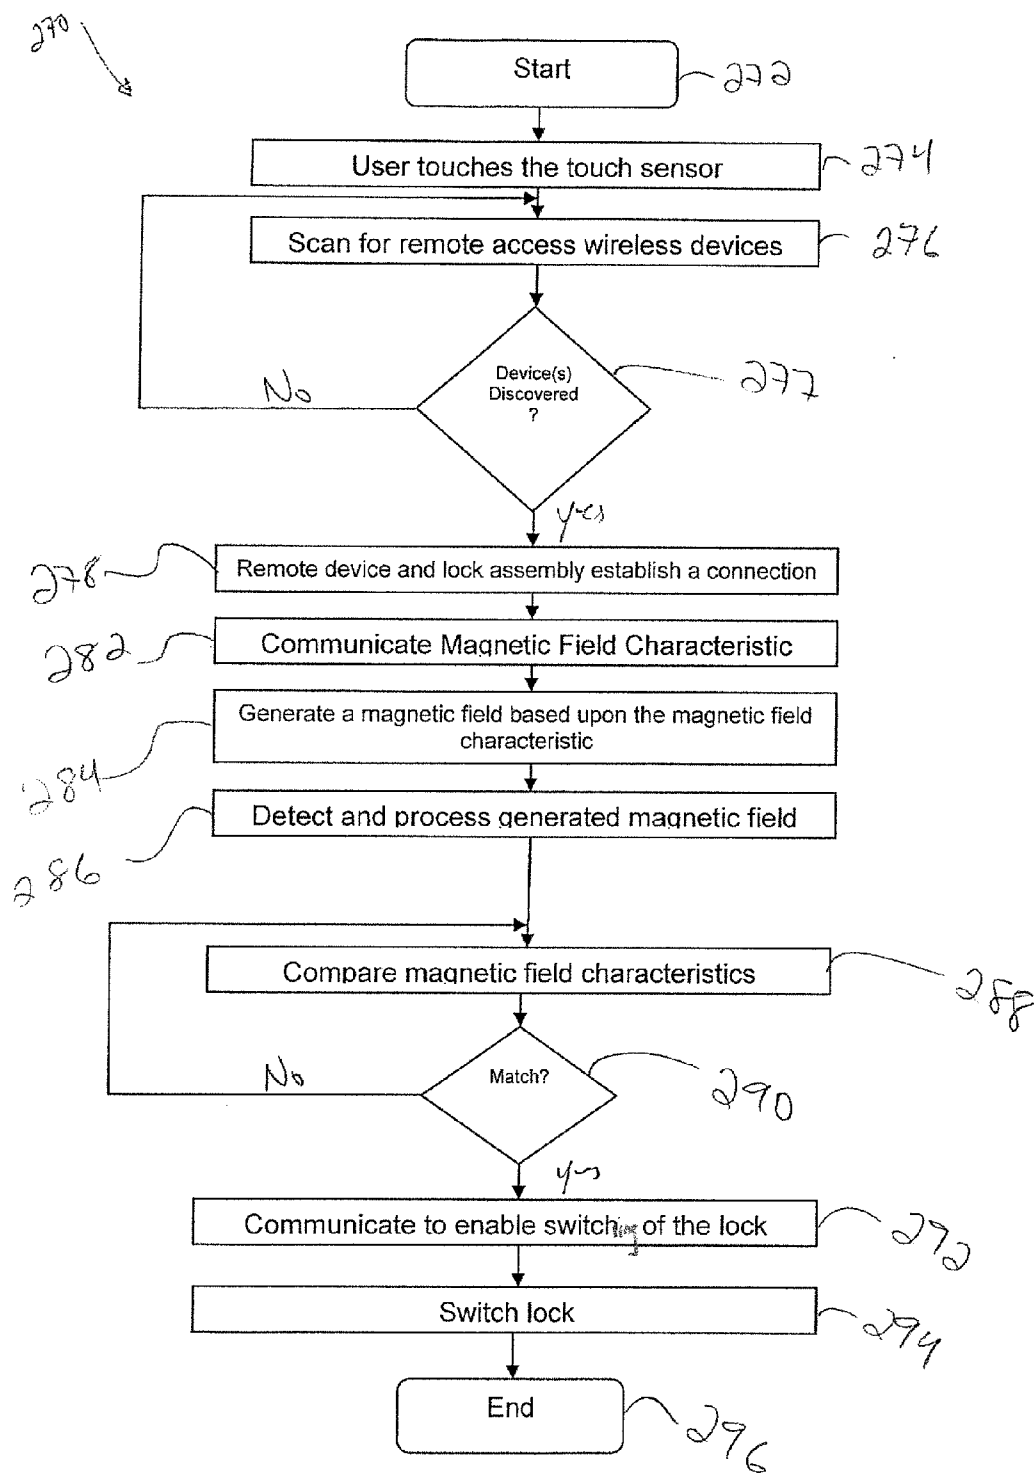 270
Start
272
User touches the touch sensor
274
Scan for remote access wireless devices
276
Device(s)
Discovered
?
277
No
yes
278
Remote device and lock assembly establish a connection
282
Communicate Magnetic Field Characteristic
Generate a magnetic field based upon the magnetic field
characteristic
284
Detect and process generated magnetic field
286
Compare magnetic field characteristics
288
Match?
290
No
yes
Communicate to enable switching of the lock
292
Switch lock
294
End
296